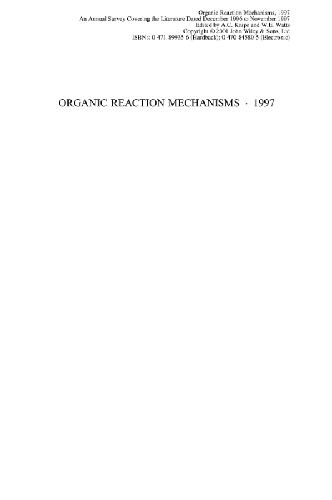 Organic Reaction Mechanisms, 1997
An Annual Survey Covering the Literature Dated December 1996 to November 1997
Edited by A.C. Knipe and W.E. Watts
Copyright © 2001 John Wiley & Sons, Ltd
ISBNs: 0-471-89935-6 (Hardback); 0-470-84580-5 (Electronic)
ORGANIC REACTION MECHANISMS · 1997